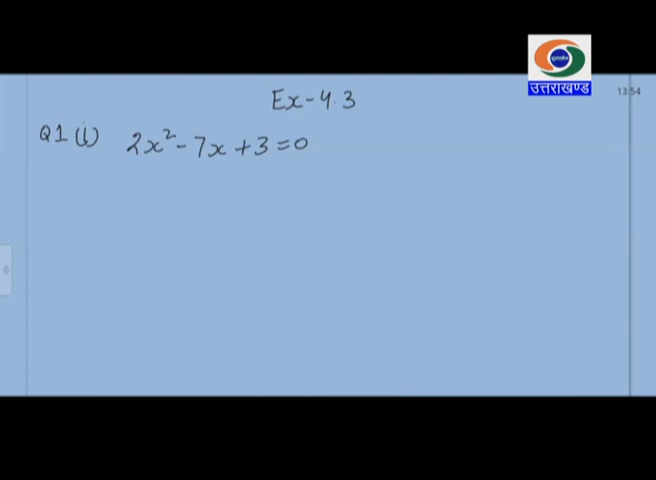 उत्तराखण्ड
13:54
Ex-4.3
Q1 (i) 2x² - 7x + 3 = 0